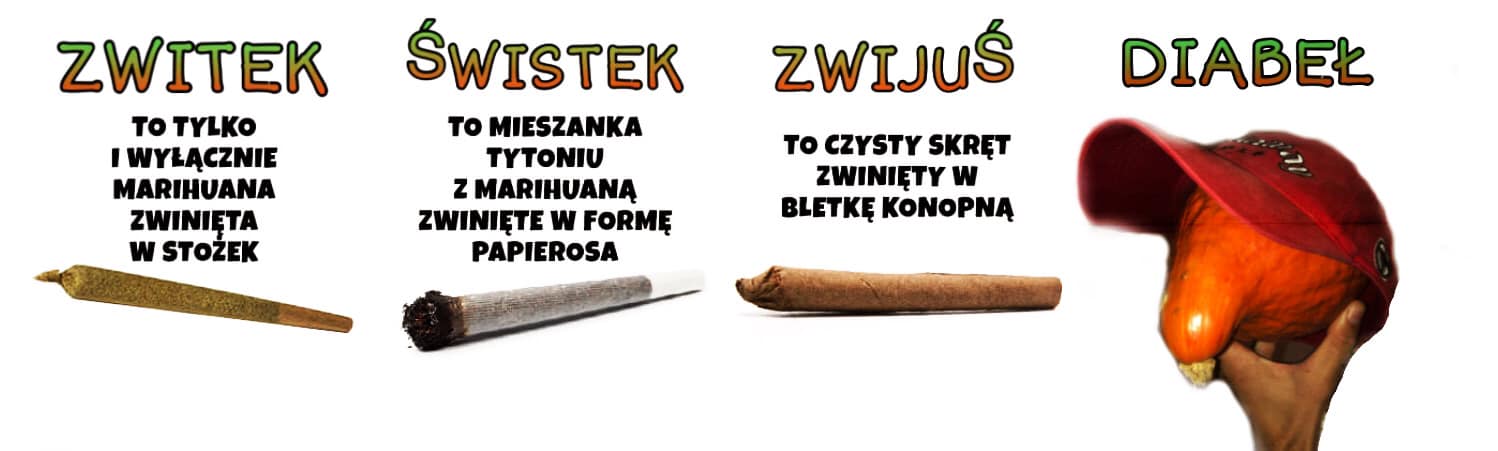 ZWITEK
TO TYLKO
I WYŁĄCZNIE
MARIHUANA
ZWINIĘTA
W STOŻEK
ŚWISTEK
TO MIESZANKA
TYTONIU
Z MARIHUANĄ
ZWINIĘTE W FORMĘ
PAPIEROSA
ZWIJUŚ
TO CZYSTY SKRĘT
ZWINIĘTY W
BLETKĘ KONOPNĄ
DIABEŁ